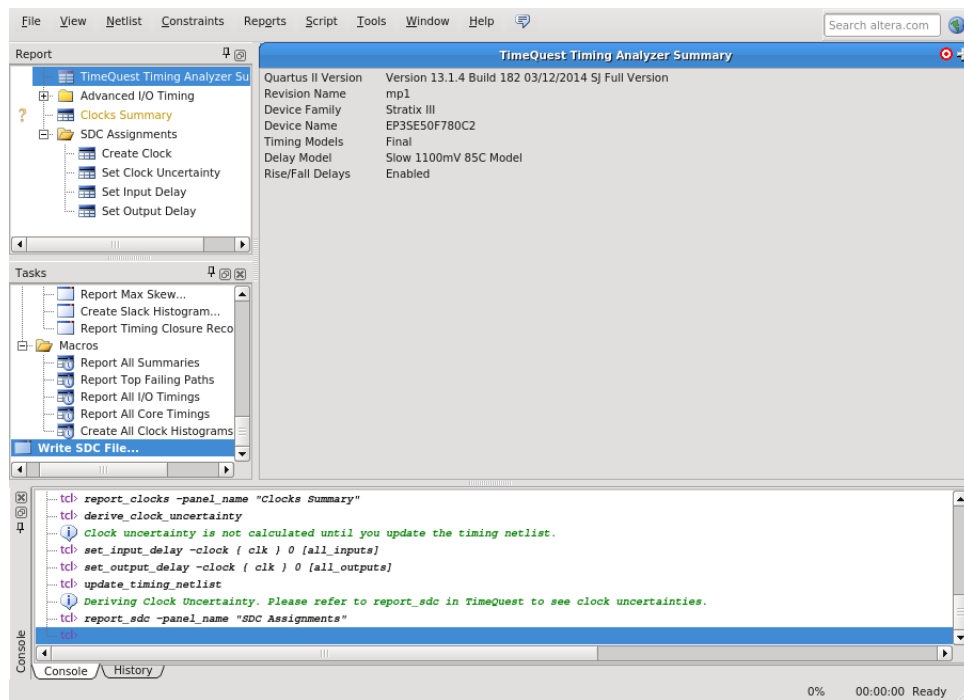 File View Netlist Constraints Reports Script Tools Window Help Search altera.com
Report
TimeQuest Timing Analyzer Su
Advanced I/O Timing
? Clocks Summary
SDC Assignments
Create Clock
Set Clock Uncertainty
Set Input Delay
Set Output Delay
Tasks
Report Max Skew...
Create Slack Histogram...
Report Timing Closure Reco
Macros
Report All Summaries
Report Top Failing Paths
Report All I/O Timings
Report All Core Timings
Create All Clock Histograms
Write SDC File...
TimeQuest Timing Analyzer Summary
Quartus II Version Version 13.1.4 Build 182 03/12/2014 SJ Full Version
Revision Name mp1
Device Family Stratix III
Device Name EP3SE50F780C2
Timing Models Final
Delay Model Slow 1100mV 85C Model
Rise/Fall Delays Enabled
tcl> report_clocks -panel_name "Clocks Summary"
tcl> derive_clock_uncertainty
Clock uncertainty is not calculated until you update the timing netlist.
tcl> set_input_delay -clock { clk } 0 [all_inputs]
tcl> set_output_delay -clock { clk } 0 [all_outputs]
tcl> update_timing_netlist
Deriving Clock Uncertainty. Please refer to report_sdc in TimeQuest to see clock uncertainties.
tcl> report_sdc -panel_name "SDC Assignments"
tcl>
Console
Console History
0% 00:00:00 Ready